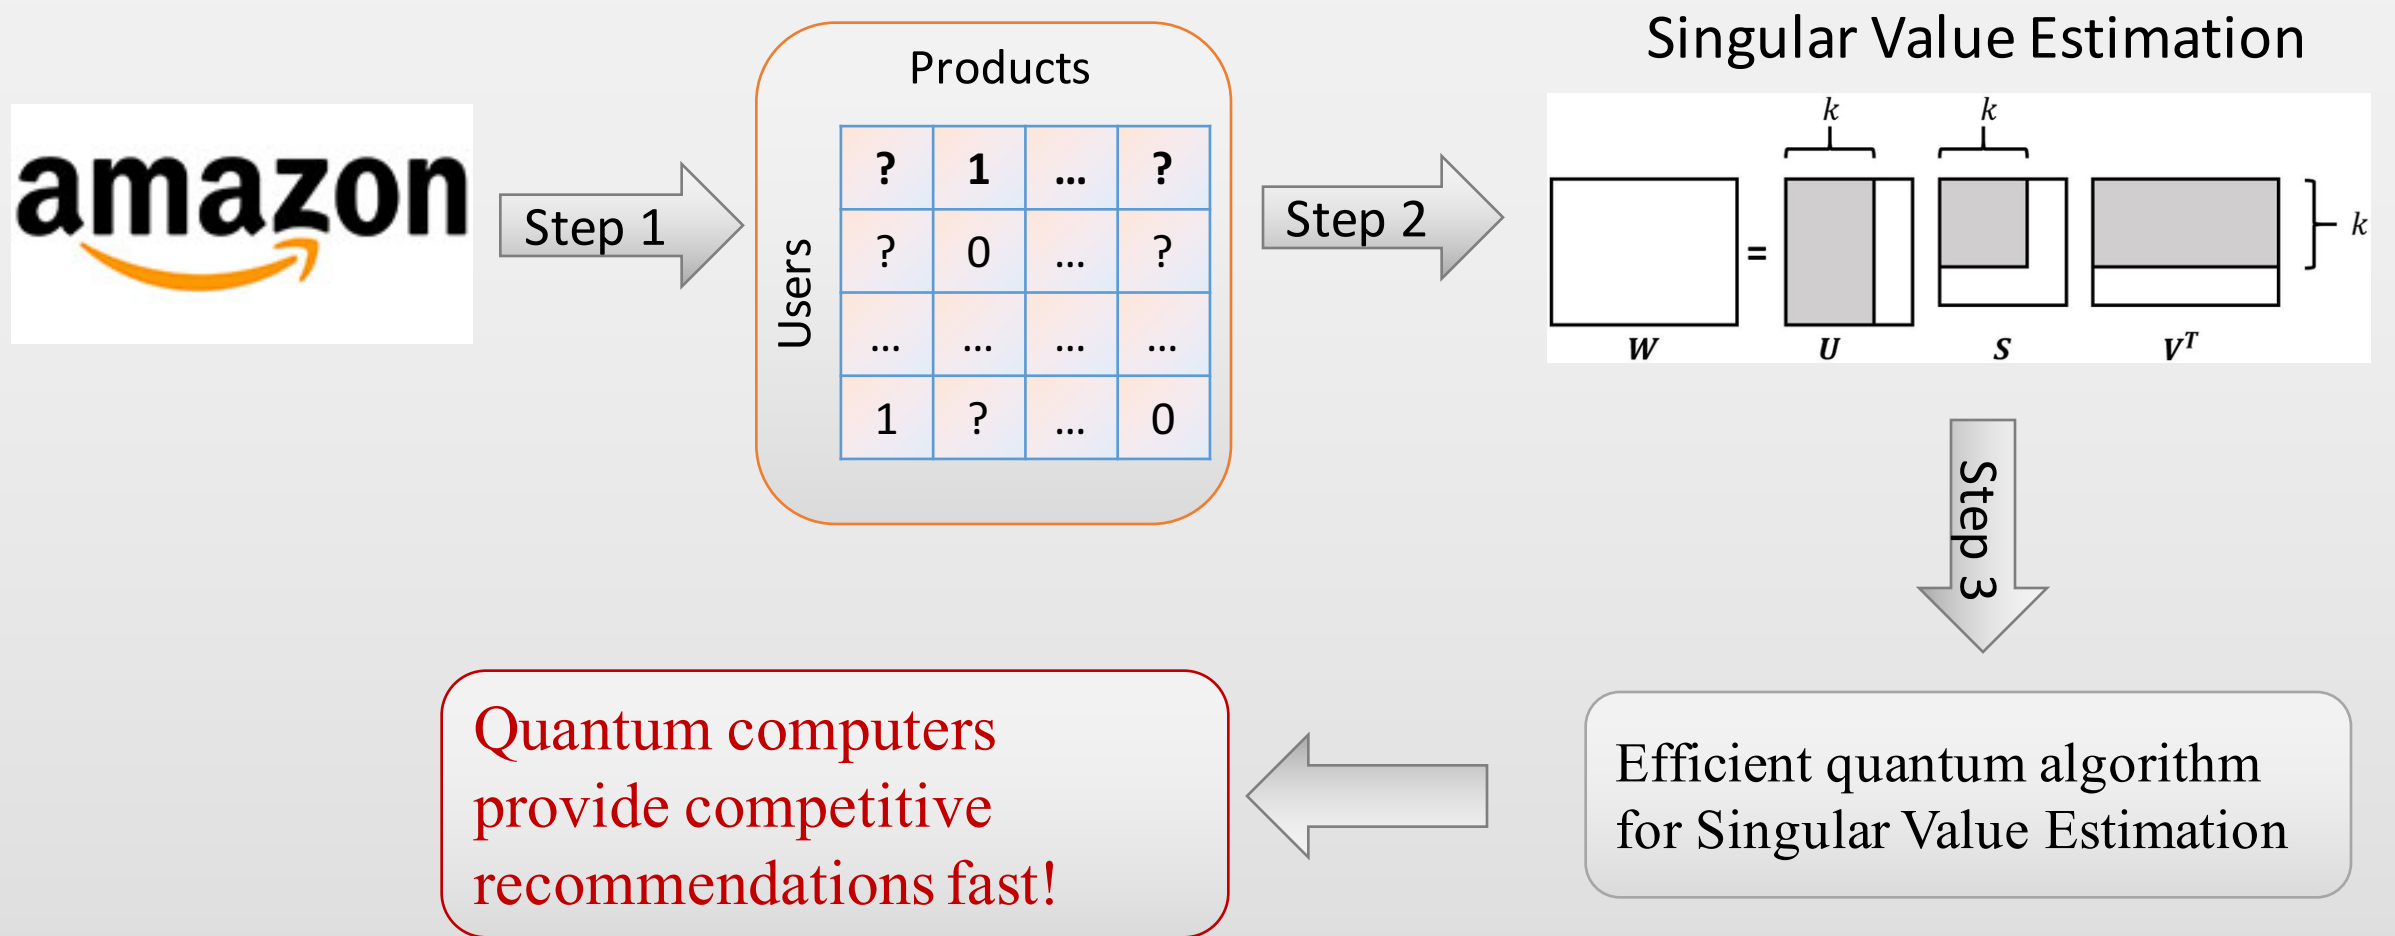 amazon
Step 1
Products
Users
? 1 ... ?
? 0 ... ?
... ... ... ...
1 ? ... 0
Step 2
Singular Value Estimation
k k
= k
W U S V^T
Step 3
Efficient quantum algorithm
for Singular Value Estimation
Quantum computers
provide competitive
recommendations fast!